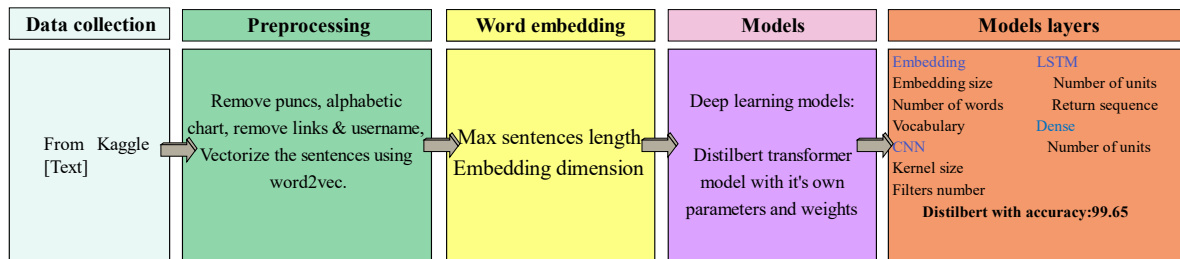 Data collection
Preprocessing
Word embedding
Models
Models layers
From Kaggle
[Text]
Remove puncs, alphabetic
chart, remove links & username,
Vectorize the sentences using
word2vec.
Max sentences length
Embedding dimension
Deep learning models:
Distilbert transformer
model with it's own
parameters and weights
Embedding LSTM
Embedding size Number of units
Number of words Return sequence
Vocabulary Dense
CNN Number of units
Kernel size
Filters number
Distilbert with accuracy:99.65